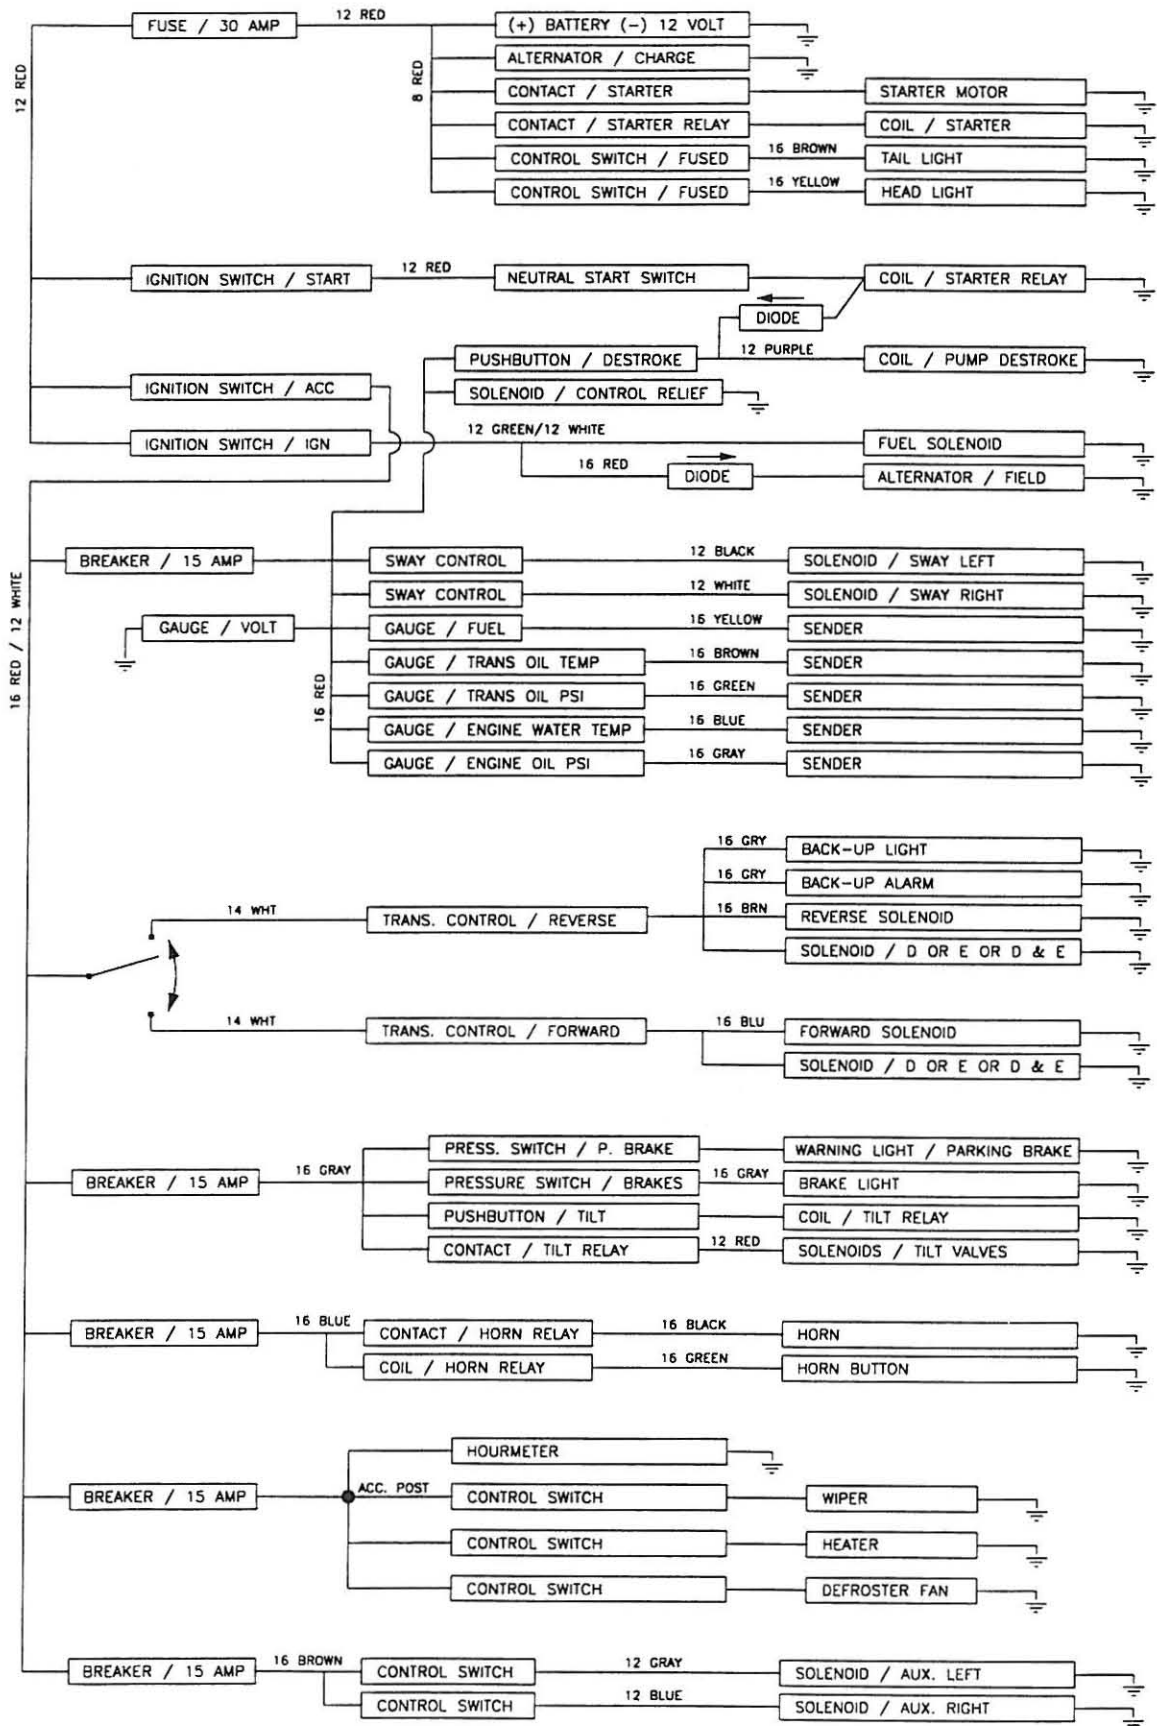 FUSE / 30 AMP
12 RED
(+) BATTERY (-) 12 VOLT
ALTERNATOR / CHARGE
12 RED
8 RED
CONTACT / STARTER
STARTER MOTOR
CONTACT / STARTER RELAY
COIL / STARTER
CONTROL SWITCH / FUSED
16 BROWN
TAIL LIGHT
CONTROL SWITCH / FUSED
16 YELLOW
HEAD LIGHT
IGNITION SWITCH / START
12 RED
NEUTRAL START SWITCH
COIL / STARTER RELAY
DIODE
PUSHBUTTON / DESTROKE
12 PURPLE
COIL / PUMP DESTROKE
IGNITION SWITCH / ACC
SOLENOID / CONTROL RELIEF
IGNITION SWITCH / IGN
12 GREEN/12 WHITE
FUEL SOLENOID
16 RED
DIODE
ALTERNATOR / FIELD
BREAKER / 15 AMP
SWAY CONTROL
12 BLACK
SOLENOID / SWAY LEFT
SWAY CONTROL
12 WHITE
SOLENOID / SWAY RIGHT
16 RED / 12 WHITE
GAUGE / VOLT
GAUGE / FUEL
16 YELLOW
SENDER
GAUGE / TRANS OIL TEMP
16 BROWN
SENDER
16 RED
GAUGE / TRANS OIL PSI
16 GREEN
SENDER
GAUGE / ENGINE WATER TEMP
16 BLUE
SENDER
GAUGE / ENGINE OIL PSI
16 GRAY
SENDER
16 GRY
BACK-UP LIGHT
16 GRY
BACK-UP ALARM
14 WHT
TRANS. CONTROL / REVERSE
16 BRN
REVERSE SOLENOID
SOLENOID / D OR E OR D & E
14 WHT
TRANS. CONTROL / FORWARD
16 BLU
FORWARD SOLENOID
SOLENOID / D OR E OR D & E
PRESS. SWITCH / P. BRAKE
WARNING LIGHT / PARKING BRAKE
BREAKER / 15 AMP
16 GRAY
PRESSURE SWITCH / BRAKES
16 GRAY
BRAKE LIGHT
PUSHBUTTON / TILT
COIL / TILT RELAY
CONTACT / TILT RELAY
12 RED
SOLENOIDS / TILT VALVES
BREAKER / 15 AMP
16 BLUE
CONTACT / HORN RELAY
16 BLACK
HORN
COIL / HORN RELAY
16 GREEN
HORN BUTTON
HOURMETER
BREAKER / 15 AMP
ACC. POST
CONTROL SWITCH
WIPER
CONTROL SWITCH
HEATER
CONTROL SWITCH
DEFROSTER FAN
BREAKER / 15 AMP
16 BROWN
CONTROL SWITCH
12 GRAY
SOLENOID / AUX. LEFT
CONTROL SWITCH
12 BLUE
SOLENOID / AUX. RIGHT